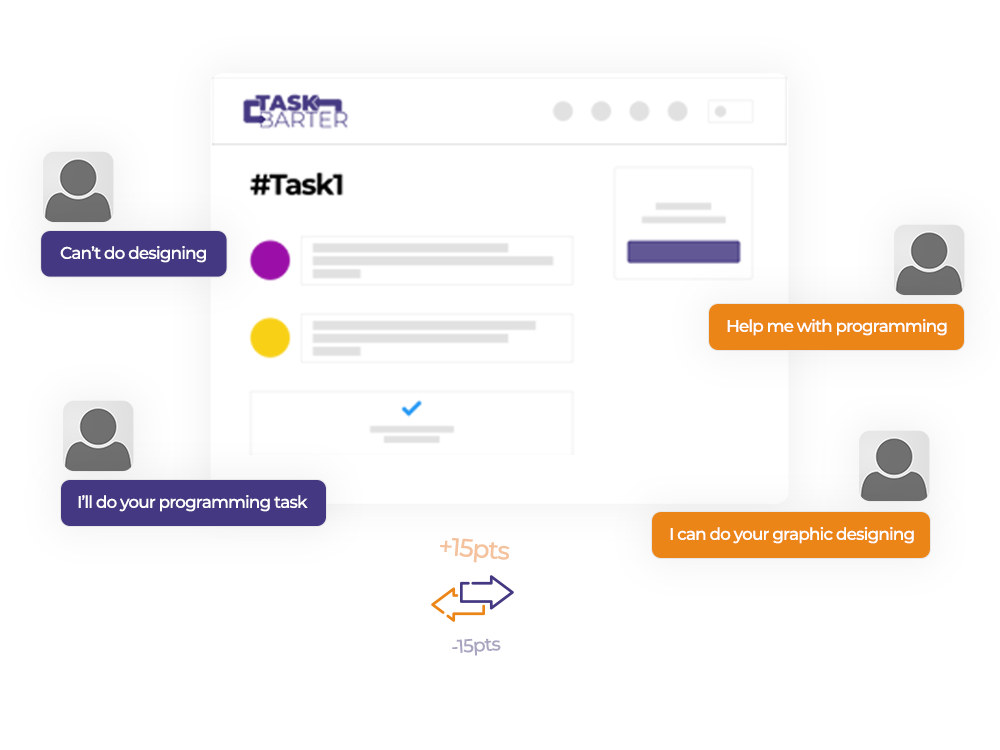 TASK
BARTER
#Task1
Can't do designing
Help me with programming
I'll do your programming task
I can do your graphic designing
+15pts
-15pts